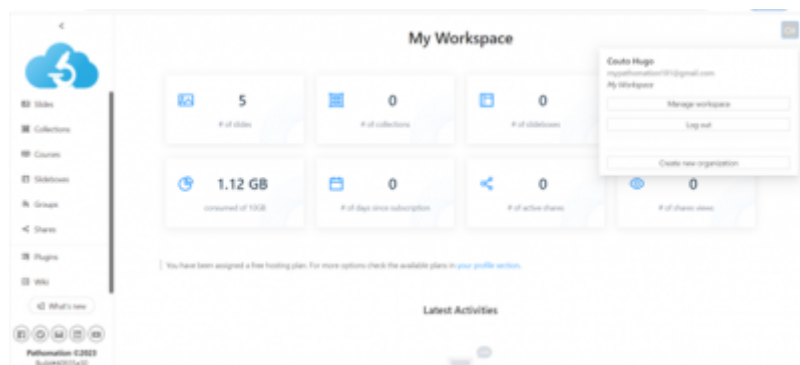 My Workspace
Couto Hugo
My Workspace
Manage workspace
Log out
Create new organization
Slides
Collections
Courses
Slideboxes
Groups
Shares
Plugins
Wiki
What's new
Pathomation ©2023
5
# of slides
0
# of collections
0
# of slideboxes
1.12 GB
consumed of 10GB
0
# of days since subscription
0
# of active shares
0
# of shares views
You have been assigned a free hosting plan. For more options check the available plans in your profile section.
Latest Activities